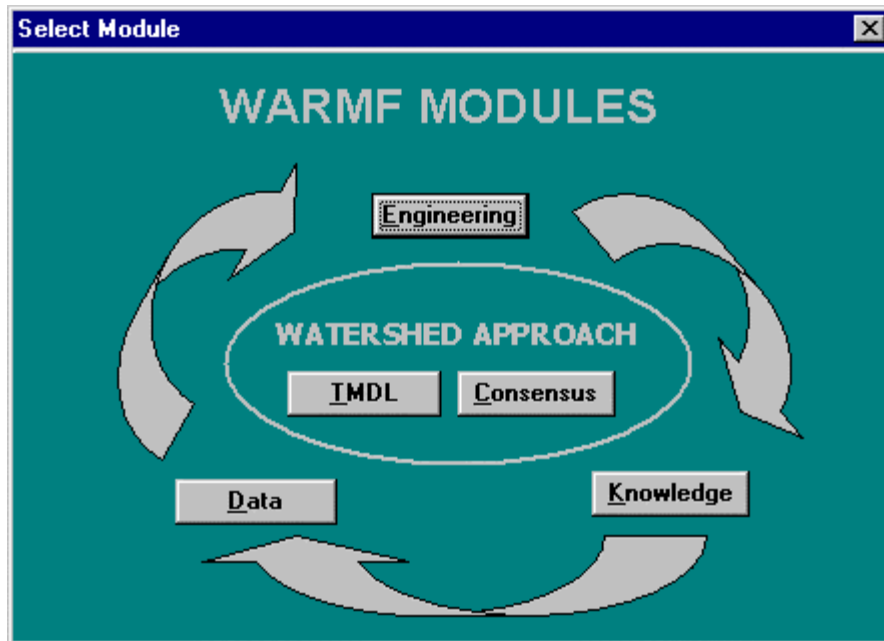 Select Module
WARMF MODULES
Engineering
WATERSHED APPROACH
TMDL Consensus
Data
Knowledge